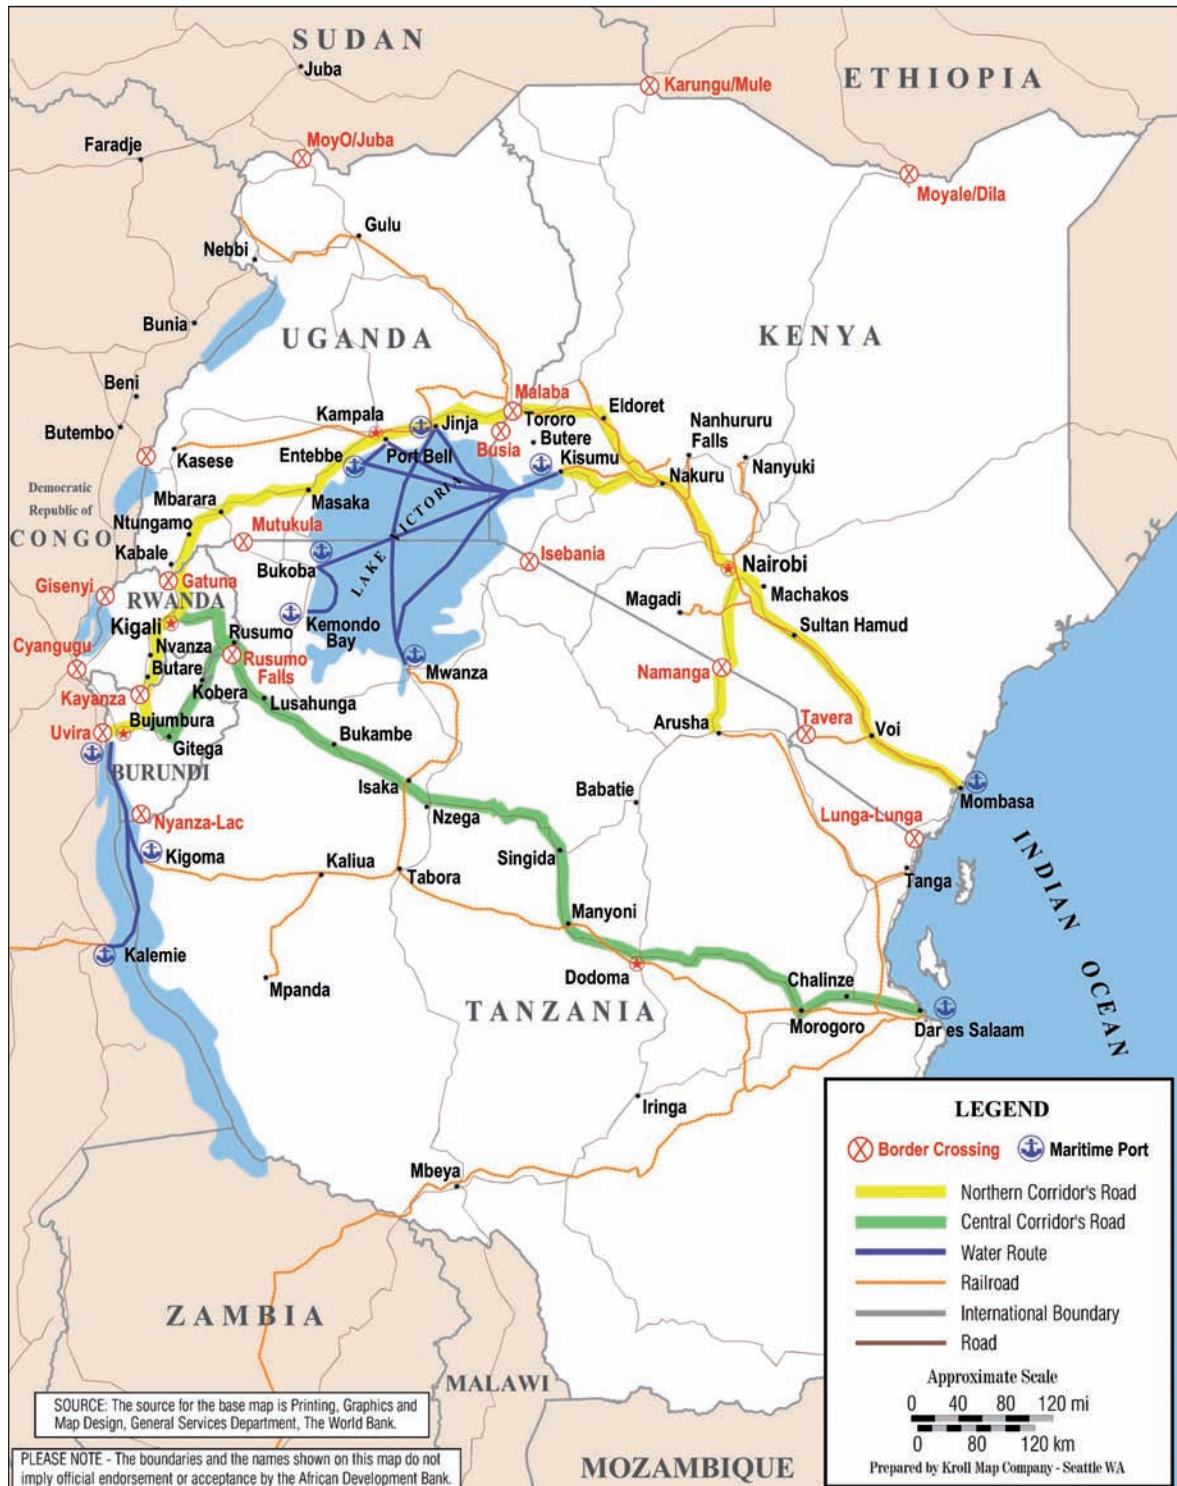 SUDAN
Juba
ETHIOPIA
Karungu/Mule
Faradje
MoyO/Juba
Moyale/Dila
Gulu
Nebbi
Bunia
UGANDA
KENYA
Beni
Malaba
Kampala
Jinja
Tororo
Eldoret
Nanhururu
Falls
Butembo
Busia
Butere
Kasese
Entebbe
Port Bell
Kisumu
Nanyuki
Nakuru
Democratic
Republic of
CONGO
Mbarara
Masaka
LAKE VICTORIA
Ntungamo
Mutukula
Kabale
Bukoba
Isebania
Nairobi
Gisenyi
Gatuna
RWANDA
Machakos
Kigali
Kemondo
Bay
Magadi
Sultan Hamud
Rusumo
Cyangugu
Nvanza
Butare
Rusumo
Falls
Mwanza
Namanga
Kayanza
Kobera
Lusahunga
Uvira
Bujumbura
Gitega
Bukambe
Arusha
Tavera
Voi
BURUNDI
Isaka
Babatie
Mombasa
Nyanza-Lac
Nzega
Lunga-Lunga
Kigoma
Kaliua
Tabora
Singida
Tanga
INDIAN OCEAN
Manyoni
Kalemie
Mpanda
Dodoma
Chalinze
TANZANIA
Morogoro
Dar es Salaam
Iringa
Mbeya
ZAMBIA
MALAWI
MOZAMBIQUE
LEGEND
Border Crossing
Maritime Port
Northern Corridor's Road
Central Corridor's Road
Water Route
Railroad
International Boundary
Road
Approximate Scale
0 40 80 120 mi
0 80 120 km
Prepared by Kroll Map Company - Seattle WA
SOURCE: The source for the base map is Printing, Graphics and
Map Design, General Services Department, The World Bank.
PLEASE NOTE - The boundaries and the names shown on this map do not
imply official endorsement or acceptance by the African Development Bank.